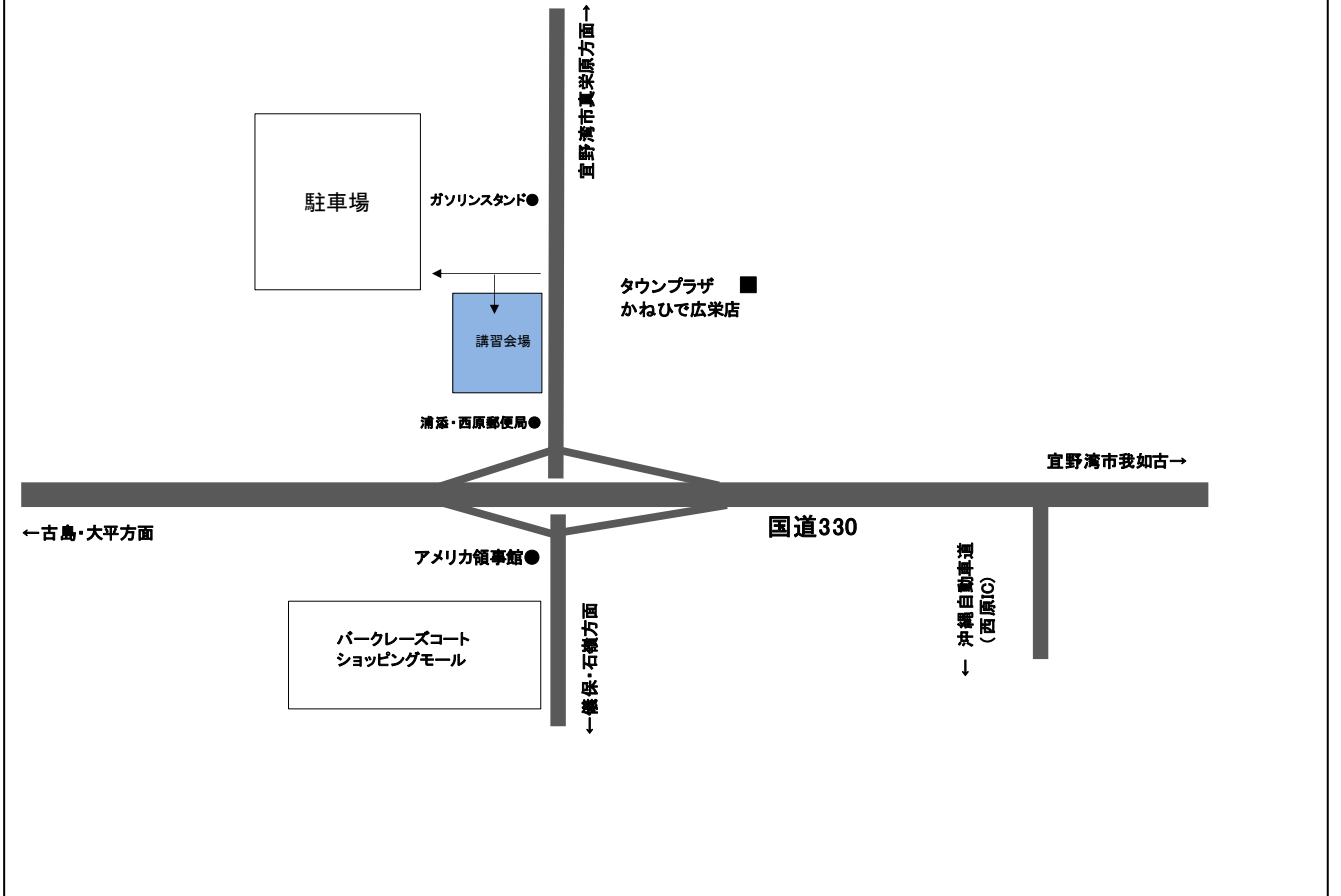 宜野湾市真栄原方面→
駐車場
ガソリンスタンド●
タウンプラザ ■
かねひで広栄店
講習会場
浦添・西原郵便局●
宜野湾市我如古→
←古島・大平方面
国道330
アメリカ領事館●
バークレーズコート
ショッピングモール
←儀保・石嶺方面
← 沖縄自動車道
（西原IC）